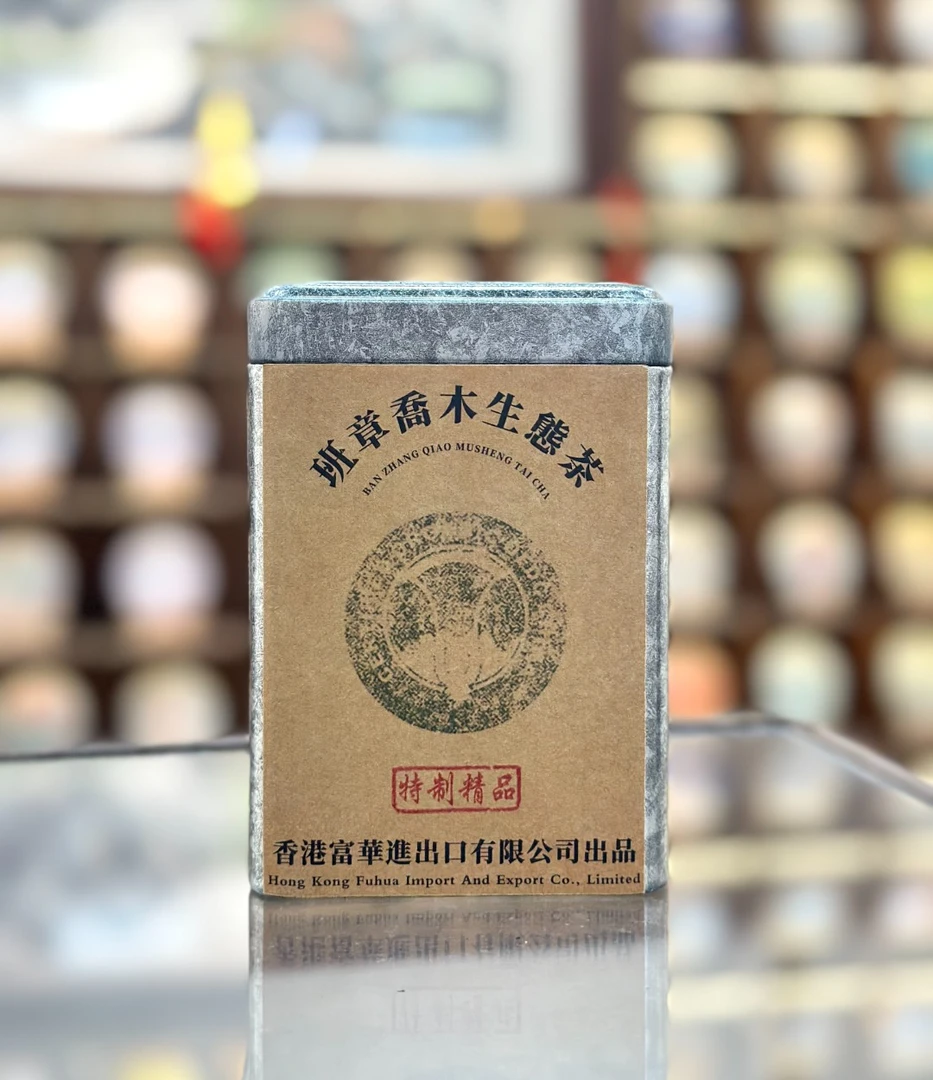 班章喬木生態茶
BAN ZHANG QIAO MUSHENG TAI CHA
特制精品
香港富華進出口有限公司出品
Hong Kong Fuhua Import And Export Co., Limited